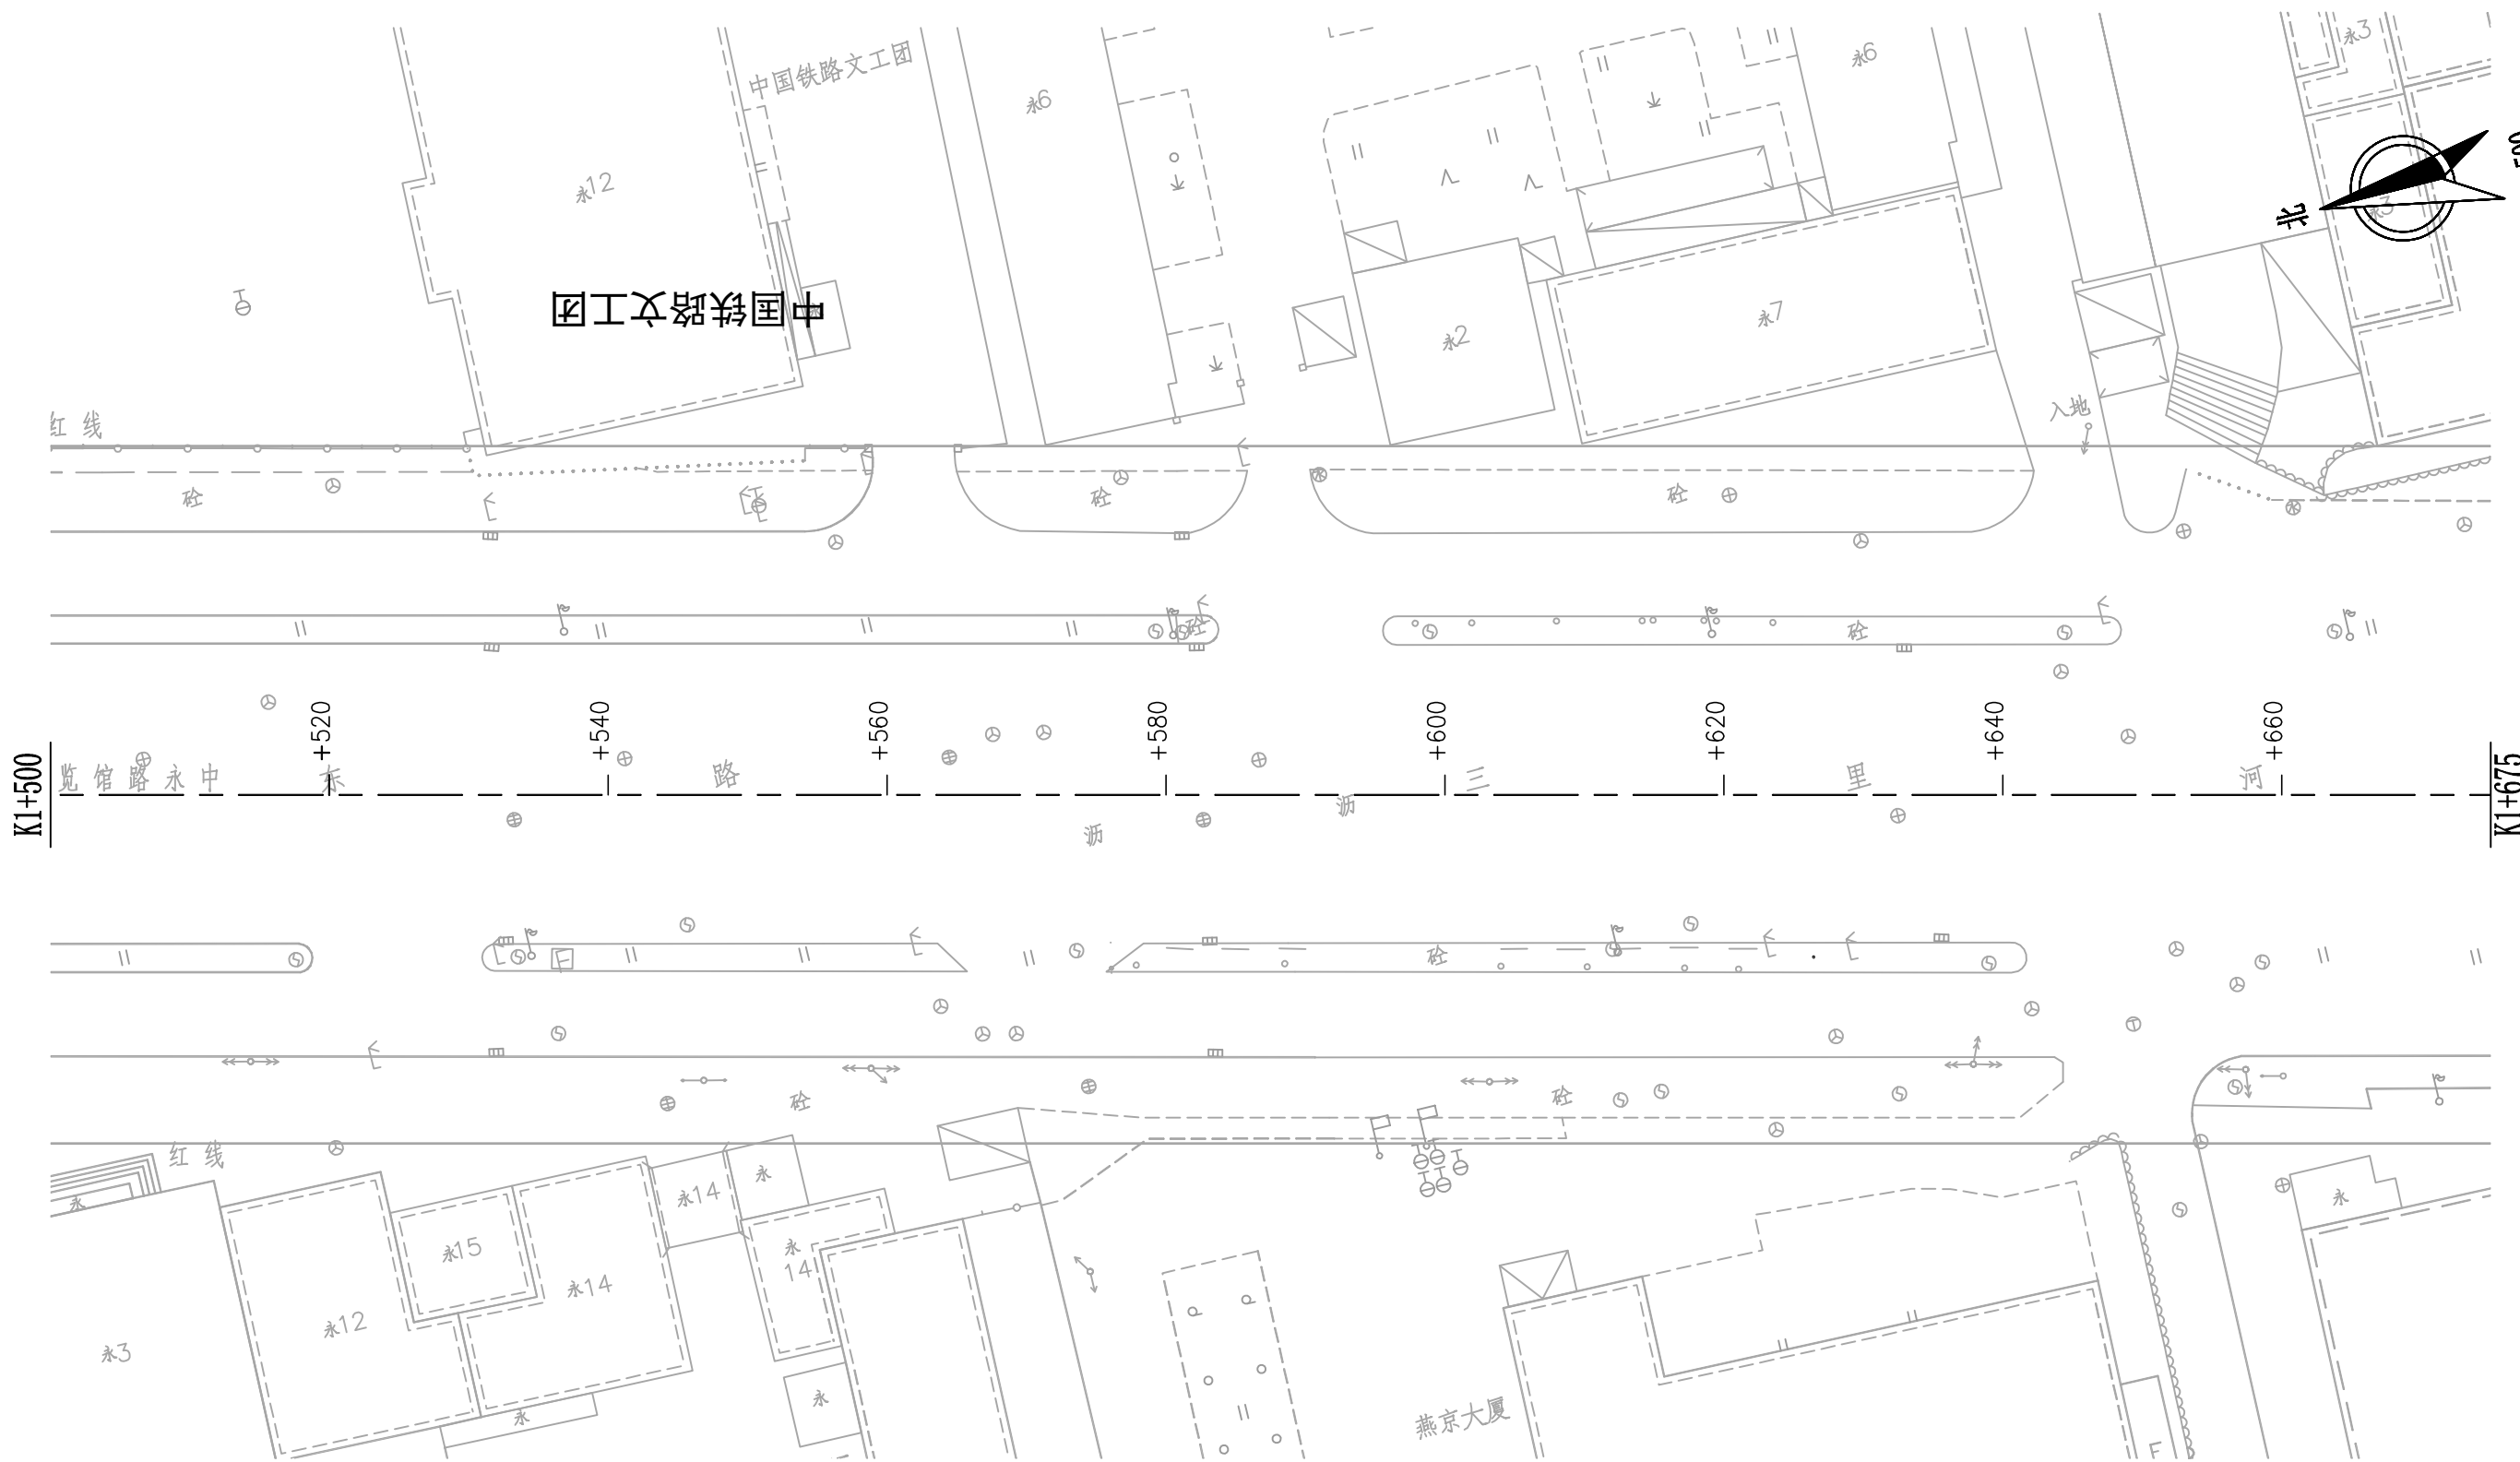 中国铁路文工团
永6
永6
永3
永12
北
永3
500
中国铁路文工团
永2
永7
红线
入地
砼
砼
砼
砼
砼
+520
+540
+560
+580
+600
+620
+640
+660
K1+500
K1+675
览馆路永中
东
路
三
里
河
沥
沥
砼
砼
砼
红线
永
永15
永14
永14
永
永
14
永12
永3
永
永
永
燕京大厦